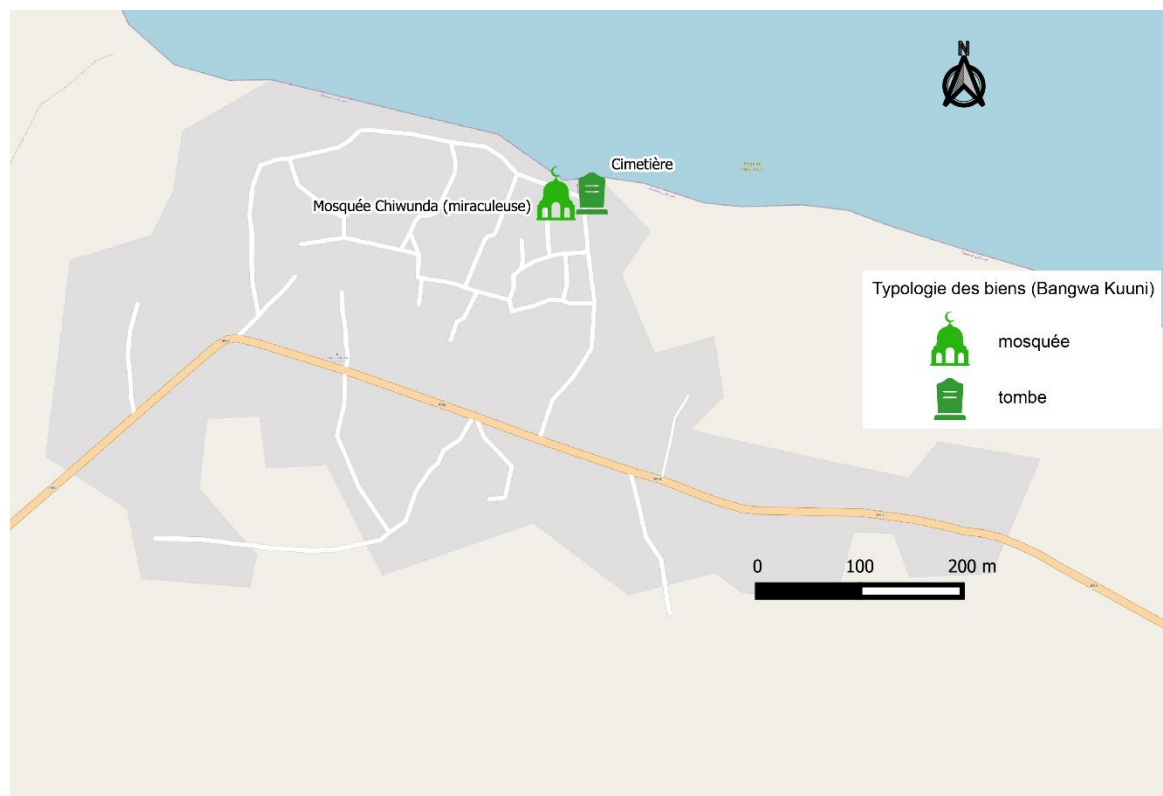 N
Cimetière
Mosquée Chiwunda (miraculeuse)
Typologie des biens (Bangwa Kuuni)
mosquée
tombe
0 100 200 m